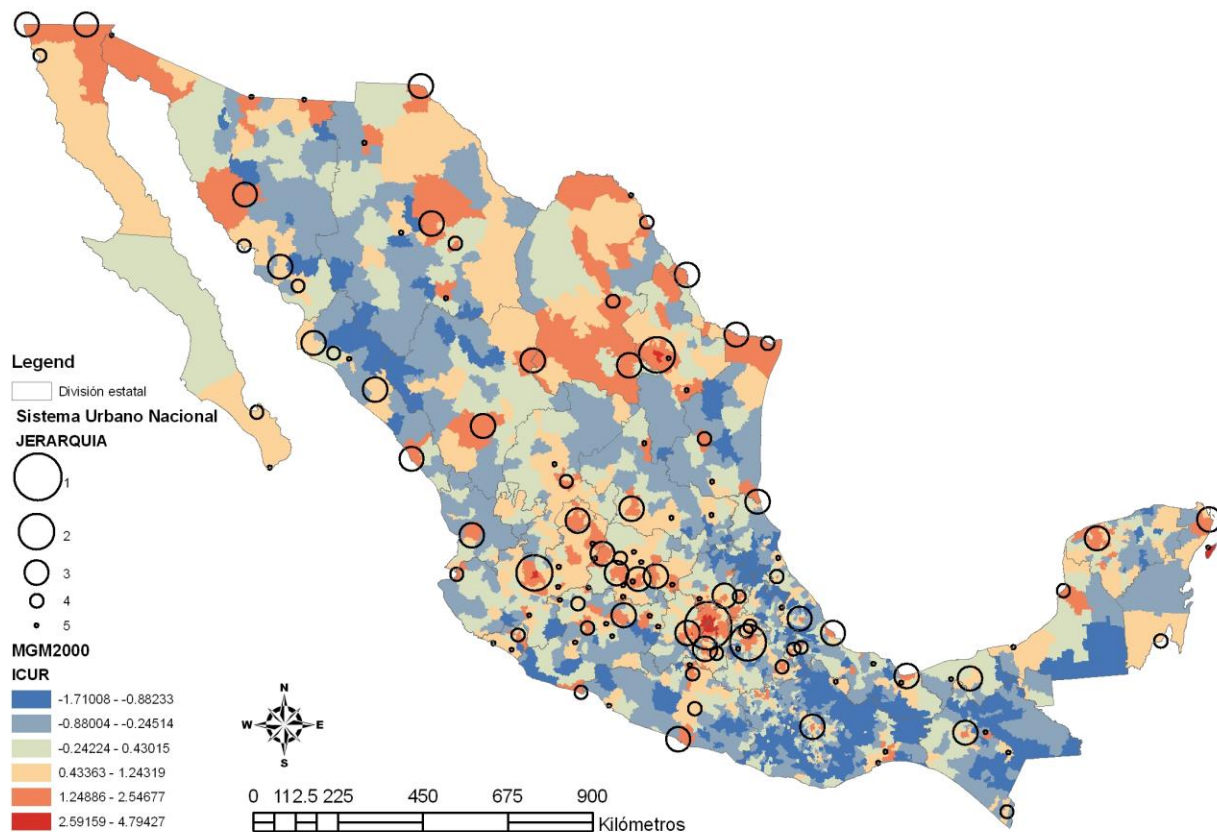 Legend
División estatal
Sistema Urbano Nacional
JERARQUIA
1
2
3
4
5
MGM2000
ICUR
-1.71008 - -0.88233
-0.88004 - -0.24514
-0.24224 - 0.43015
0.43363 - 1.24319
1.24886 - 2.54677
2.59159 - 4.79427
N
W E
S
0 112.5 225 450 675 900
Kilómetros